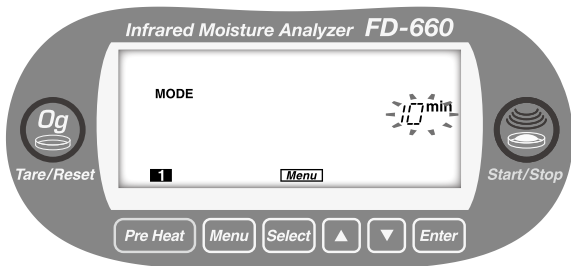 Infrared Moisture Analyzer FD-660
MODE
10 min
0g
Tare/Reset
Start/Stop
1
Menu
Pre Heat Menu Select ▲ ▼ Enter